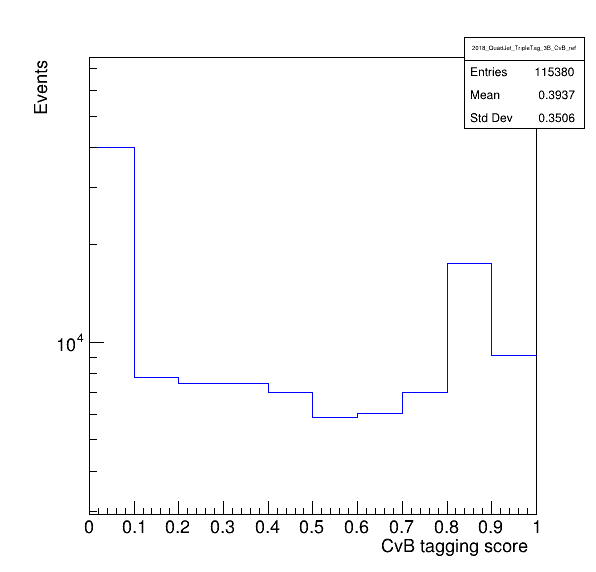 2018_QuadJet_TripleTag_3B_CvB_ref
Entries 115380
Mean 0.3937
Std Dev 0.3506
Events
10^4
0 0.1 0.2 0.3 0.4 0.5 0.6 0.7 0.8 0.9 1
CvB tagging score